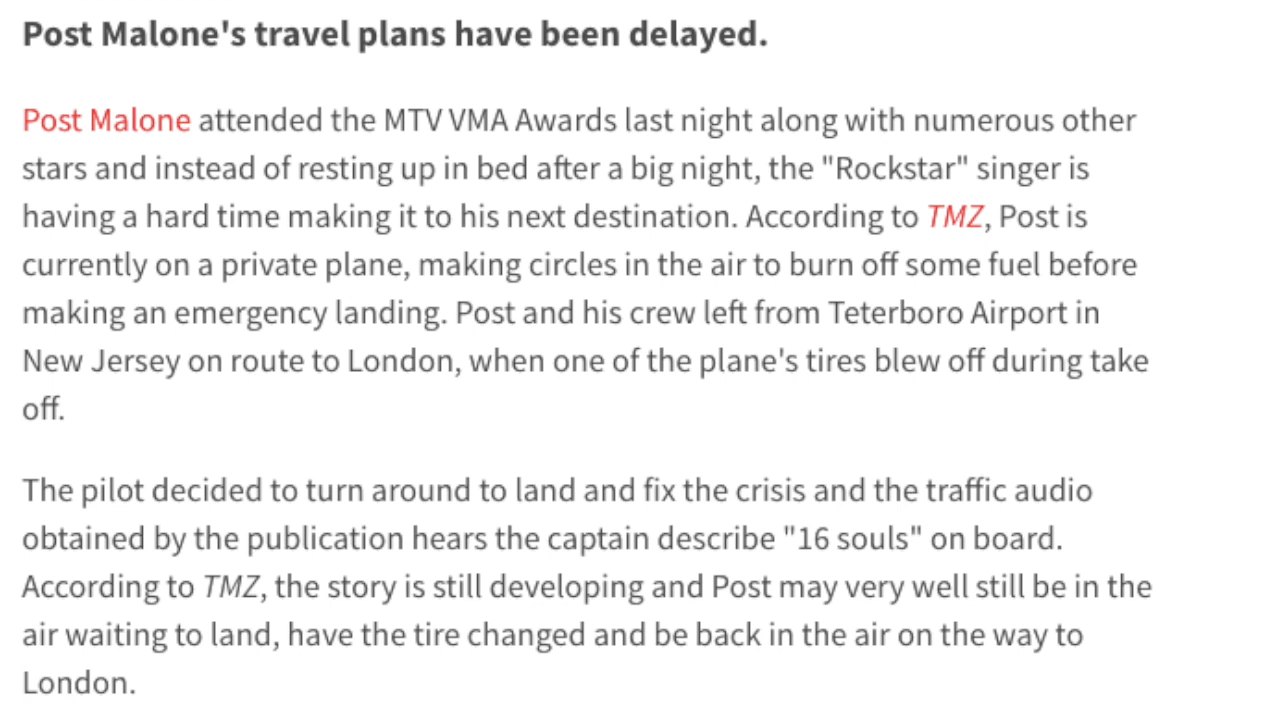 Post Malone's travel plans have been delayed.
Post Malone attended the MTV VMA Awards last night along with numerous other
stars and instead of resting up in bed after a big night, the "Rockstar" singer is
having a hard time making it to his next destination. According to TMZ, Post is
currently on a private plane, making circles in the air to burn off some fuel before
making an emergency landing. Post and his crew left from Teterboro Airport in
New Jersey on route to London, when one of the plane's tires blew off during take
off.
The pilot decided to turn around to land and fix the crisis and the traffic audio
obtained by the publication hears the captain describe "16 souls" on board.
According to TMZ, the story is still developing and Post may very well still be in the
air waiting to land, have the tire changed and be back in the air on the way to
London.